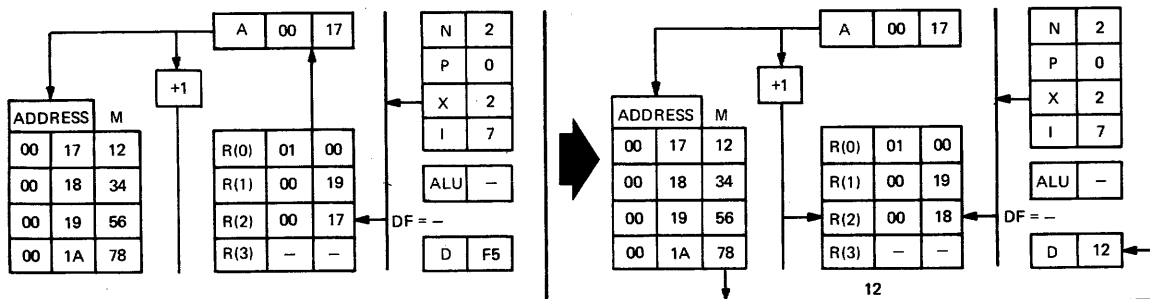 A 00 17
+1
ADDRESS M
00 17 12
00 18 34
00 19 56
00 1A 78
R(0) 01 00
R(1) 00 19
R(2) 00 17
R(3) – –
N 2
P 0
X 2
I 7
ALU –
DF = –
D F5
A 00 17
+1
ADDRESS M
00 17 12
00 18 34
00 19 56
00 1A 78
R(0) 01 00
R(1) 00 19
R(2) 00 18
R(3) – –
12
N 2
P 0
X 2
I 7
ALU –
DF = –
D 12